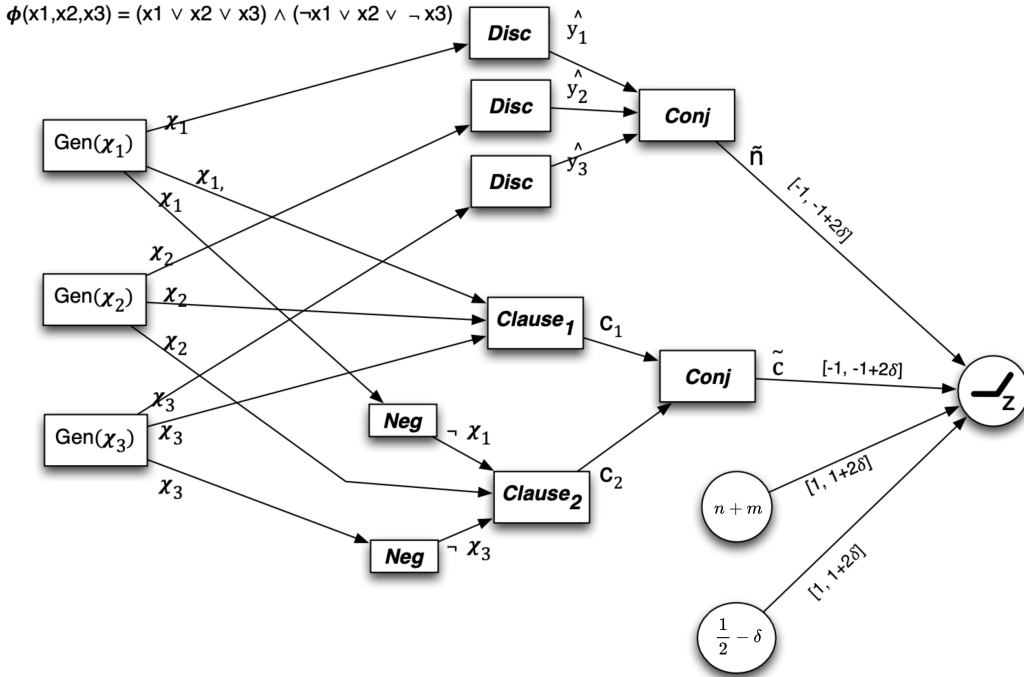 ϕ(x1,x2,x3) = (x1 ∨ x2 ∨ x3) ∧ (¬x1 ∨ x2 ∨ ¬ x3)
Disc
ŷ₁
Disc
ŷ₂
Conj
Gen(χ₁)
χ₁
ŷ₃
ñ
χ₁,
Disc
χ₁
[-1, -1+2δ]
χ₂
Gen(χ₂)
χ₂
Clause₁
C₁
χ₂
c̃
[-1, -1+2δ]
Conj
z
χ₃
Neg
¬ χ₁
Gen(χ₃)
χ₃
χ₃
C₂
[1, 1+2δ]
Clause₂
n + m
Neg
¬ χ₃
[1, 1+2δ]
1/2 − δ